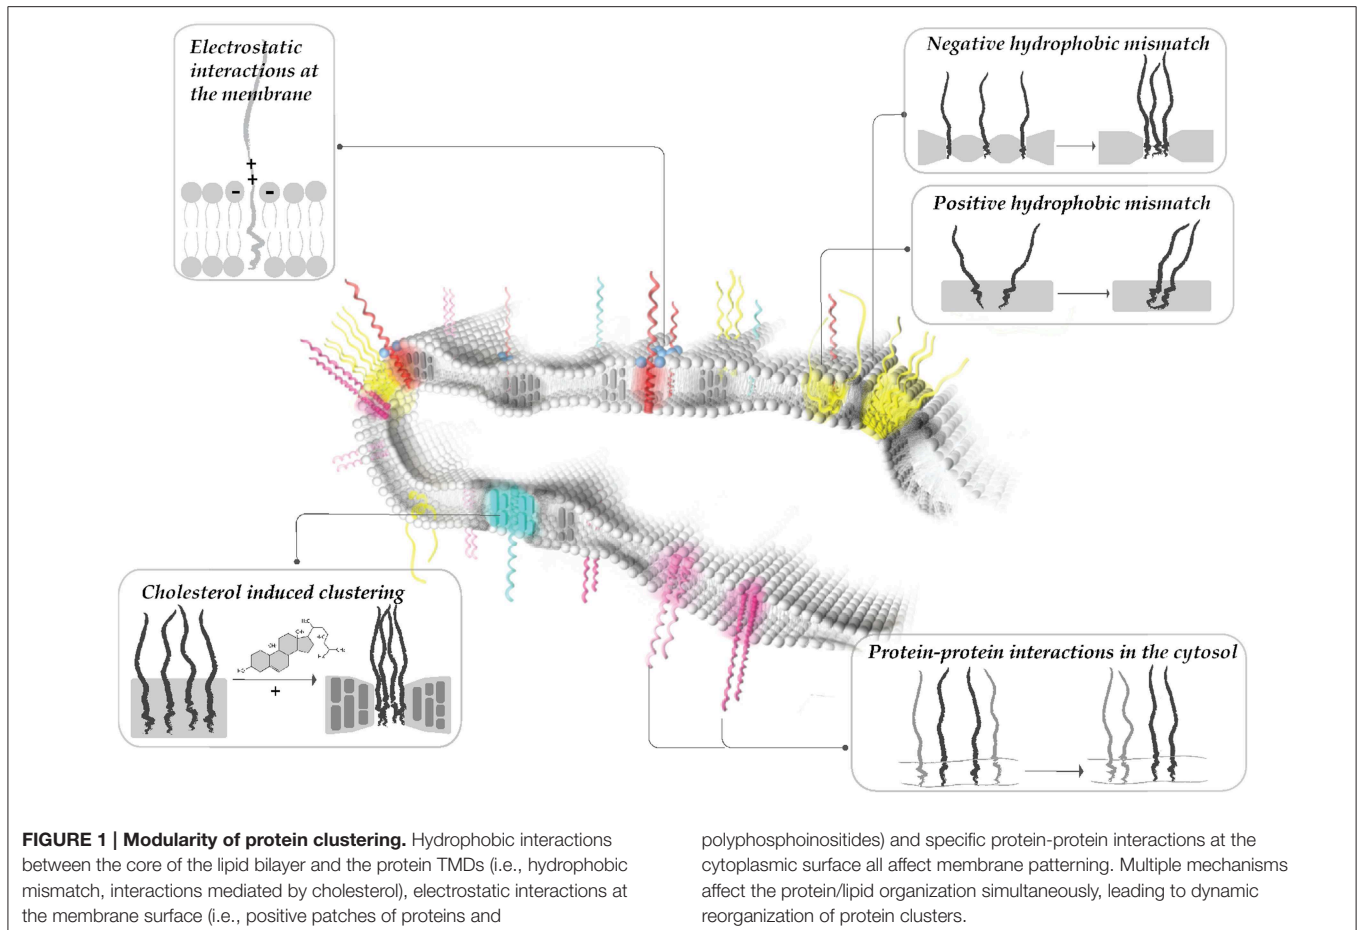 Electrostatic
interactions at
the membrane
+
+
- -
Negative hydrophobic mismatch
Positive hydrophobic mismatch
Cholesterol induced clustering
+
Protein-protein interactions in the cytosol
FIGURE 1 | Modularity of protein clustering. Hydrophobic interactions
between the core of the lipid bilayer and the protein TMDs (i.e., hydrophobic
mismatch, interactions mediated by cholesterol), electrostatic interactions at
the membrane surface (i.e., positive patches of proteins and
polyphosphoinositides) and specific protein-protein interactions at the
cytoplasmic surface all affect membrane patterning. Multiple mechanisms
affect the protein/lipid organization simultaneously, leading to dynamic
reorganization of protein clusters.